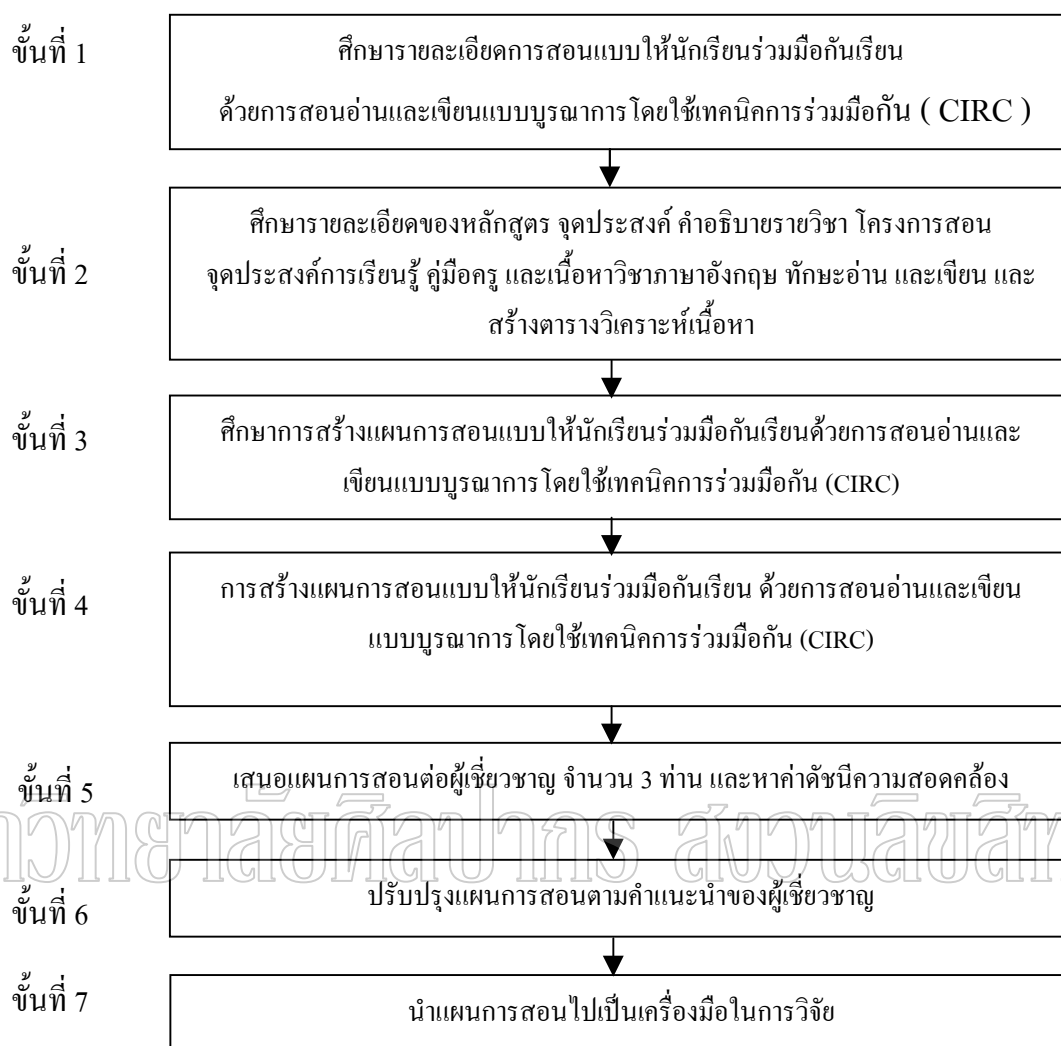 ขั้นที่ 1
ศึกษารายละเอียดการสอนแบบให้นักเรียนร่วมมือกันเรียน
ด้วยการสอนอ่านและเขียนแบบบูรณาการโดยใช้เทคนิคการร่วมมือกัน ( CIRC )
ขั้นที่ 2
ศึกษารายละเอียดของหลักสูตร จุดประสงค์ คำอธิบายรายวิชา โครงการสอน
จุดประสงค์การเรียนรู้ คู่มือครู และเนื้อหาวิชาภาษาอังกฤษ ทักษะอ่าน และเขียน และ
สร้างตารางวิเคราะห์เนื้อหา
ขั้นที่ 3
ศึกษาการสร้างแผนการสอนแบบให้นักเรียนร่วมมือกันเรียนด้วยการสอนอ่านและ
เขียนแบบบูรณาการโดยใช้เทคนิคการร่วมมือกัน (CIRC)
ขั้นที่ 4
การสร้างแผนการสอนแบบให้นักเรียนร่วมมือกันเรียน ด้วยการสอนอ่านและเขียน
แบบบูรณาการโดยใช้เทคนิคการร่วมมือกัน (CIRC)
ขั้นที่ 5
เสนอแผนการสอนต่อผู้เชี่ยวชาญ จำนวน 3 ท่าน และหาค่าดัชนีความสอดคล้อง
วิทยาลัยศิลปากร สงวนลิขสิท
ขั้นที่ 6
ปรับปรุงแผนการสอนตามคำแนะนำของผู้เชี่ยวชาญ
ขั้นที่ 7
นำแผนการสอนไปเป็นเครื่องมือในการวิจัย